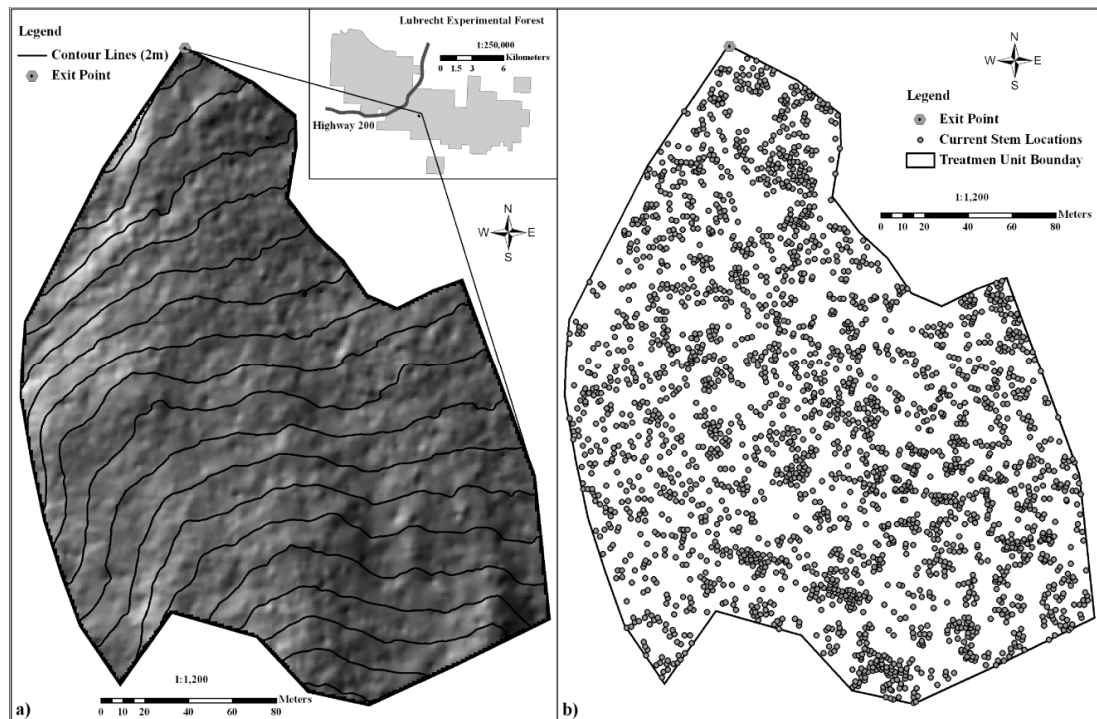 Legend
Contour Lines (2m)
Exit Point
Lubrecht Experimental Forest
1:250,000
Kilometers
0 1.5 3 6
Highway 200
N
W E
S
1:1,200
Meters
0 10 20 40 60 80
a)
N
W E
S
Legend
Exit Point
Current Stem Locations
Treatmen Unit Bounday
1:1,200
Meters
0 10 20 40 60 80
b)